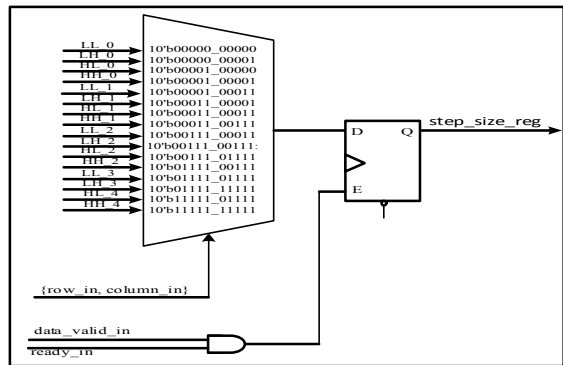 LL_0 10'b00000_00000
LH_0 10'b00000_00001
HL_0 10'b00001_00000
HH_0 10'b00001_00001
LL_1 10'b00001_00011
LH_1 10'b00011_00001
HL_1 10'b00011_00011
HH_1 10'b00011_00111
LL_2 10'b00111_00011
LH_2 10'b00111_00111:
HL_2 10'b00111_01111
HH_2 10'b01111_00111
LL_3 10'b01111_01111
LH_3 10'b01111_11111
HL_4 10'b11111_01111
HH_4 10'b11111_11111
D Q step_size_reg
E
{row_in, column_in}
data_valid_in
ready_in